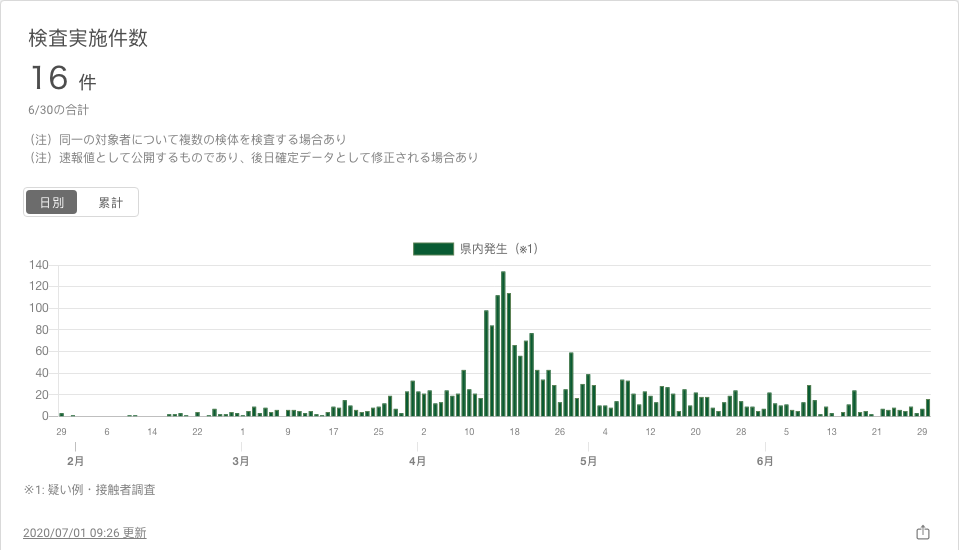 検査実施件数
16 件
6/30の合計
（注）同一の対象者について複数の検体を検査する場合あり
（注）速報値として公開するものであり、後日確定データとして修正される場合あり
日別 累計
県内発生（※1）
140
120
100
80
60
40
20
0
29 6 14 22 1 9 17 25 2 10 18 26 4 12 20 28 5 13 21 29
2月 3月 4月 5月 6月
※1: 疑い例・接触者調査
2020/07/01 09:26 更新